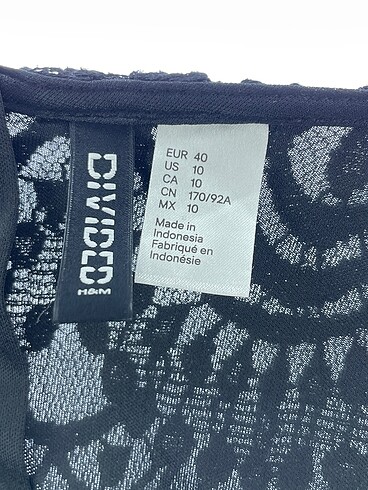 DIVIDED
H&M
EUR 40
US 10
CA 10
CN 170/92A
MX 10
Made in
Indonesia
Fabriqué en
Indonésie